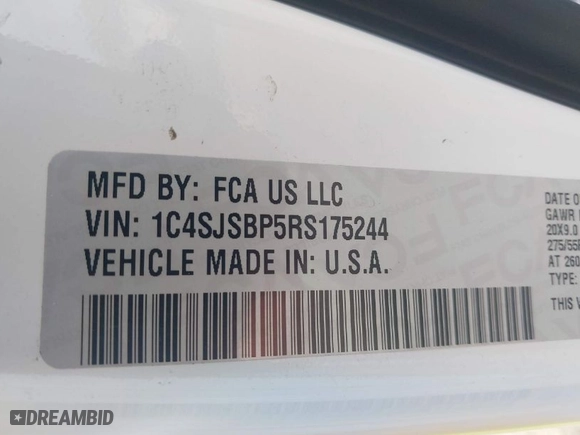 MFD BY: FCA US LLC
VIN: 1C4SJSBP5RS175244
VEHICLE MADE IN: U.S.A.
DATE O
GAWR
20X9.0
275/55
AT 260
TYPE:
THIS V
DREAMBID